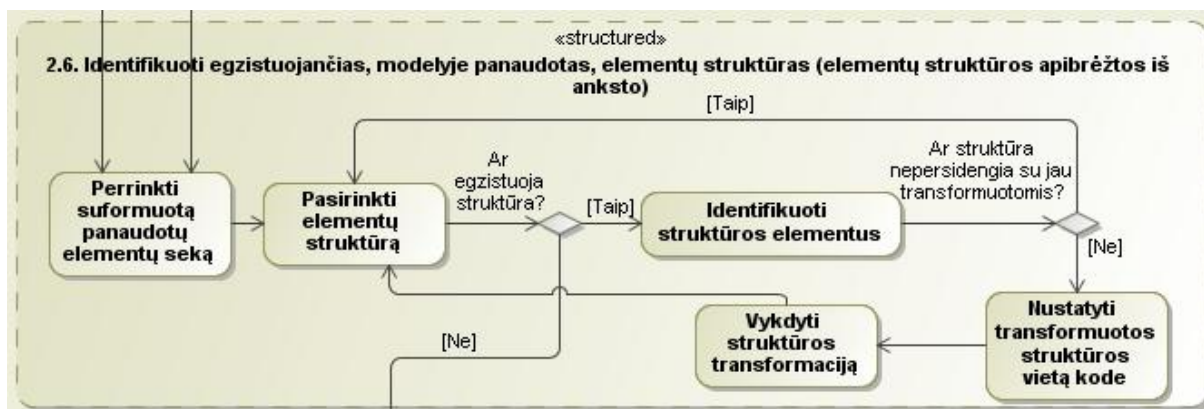 «structured»
2.6. Identifikuoti egzistuojančias, modelyje panaudotas, elementų struktūras (elementų struktūros apibrėžtos iš
anksto)
[Taip]
Ar
egzistuoja
struktūra?
Ar struktūra
nepersidengia su jau
transformuotomis?
Perrinkti
suformuotą
panaudotų
elementų seką
Pasirinkti
elementų
struktūrą
[Taip]
Identifikuoti
struktūros elementus
[Ne]
[Ne]
Vykdyti
struktūros
transformaciją
Nustatyti
transformuotos
struktūros
vietą kode